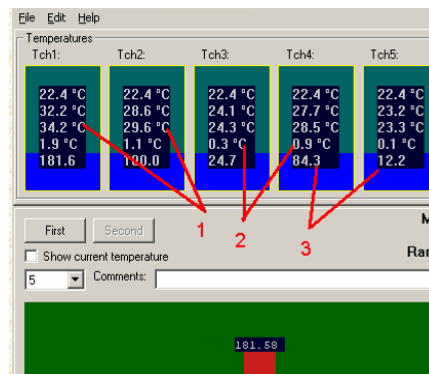 File Edit Help
Temperatures
Tch1: Tch2: Tch3: Tch4: Tch5:
22.4 °C 22.4 °C 22.4 °C 22.4 °C 22.4 °C
32.2 °C 28.6 °C 24.1 °C 27.7 °C 23.2 °C
34.2 °C 29.6 °C 24.3 °C 28.5 °C 23.3 °C
1.9 °C 1.1 °C 0.3 °C 0.9 °C 0.1 °C
181.6 100.0 24.7 84.3 12.2
1 2 3
First Second
Show current temperature
5 Comments:
181.58